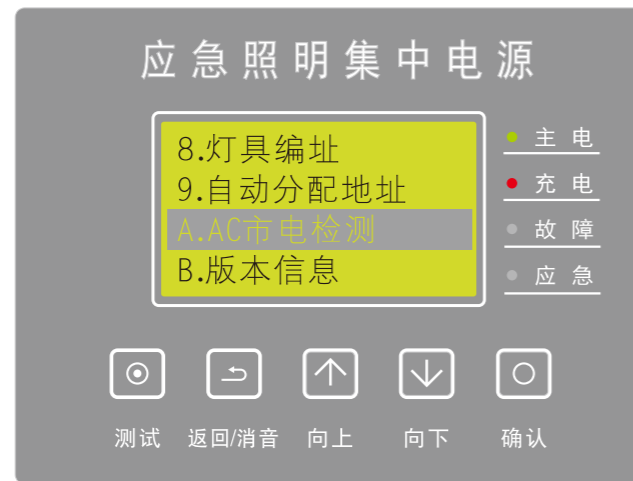 应急照明集中电源
8.灯具编址
9.自动分配地址
A.AC市电检测
B.版本信息
主电
充电
故障
应急
测试 返回/消音 向上 向下 确认